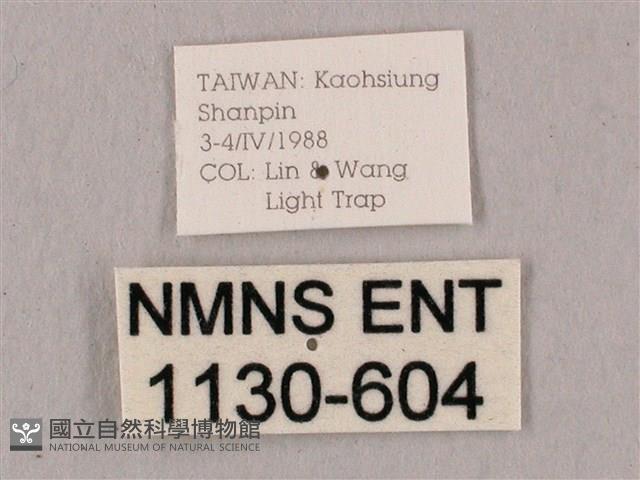 TAIWAN: Kaohsiung
Shanpin
3-4/IV/1988
COL: Lin & Wang
Light Trap
NMNS ENT
1130-604
國立自然科學博物館
NATIONAL MUSEUM OF NATURAL SCIENCE